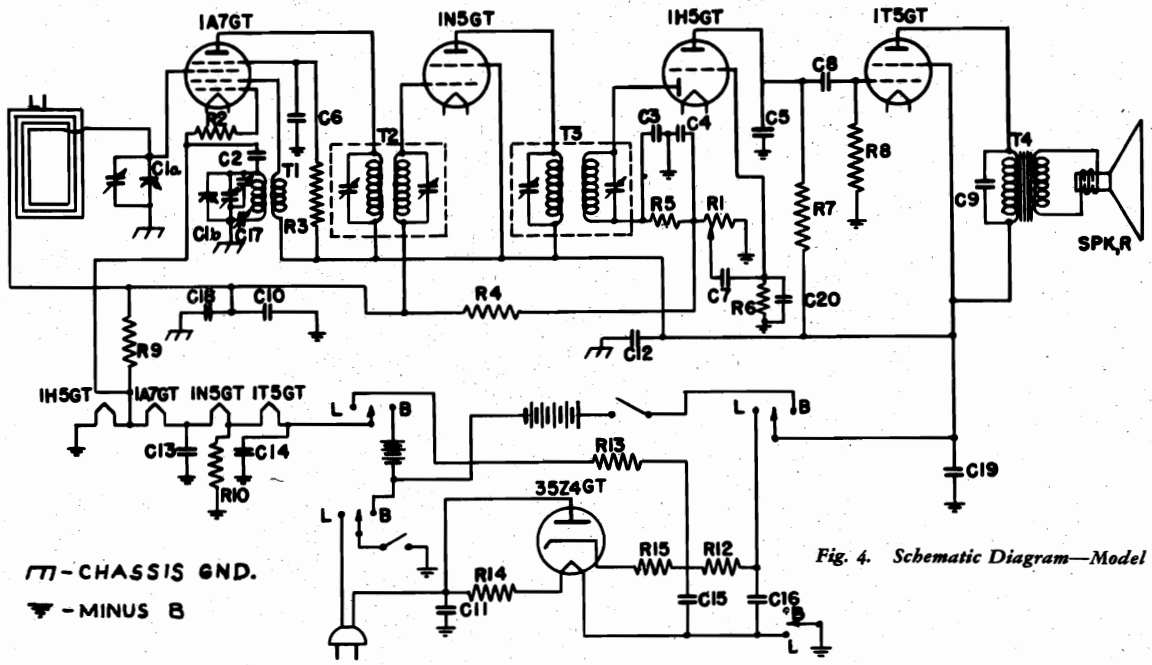 1A7GT 1N5GT 1H5GT 1T5GT
L1 R2 C6 C8
C1a C2 T1 T2 T3 C3 C4 C5 R8 T4
C1b C17 R3 R5 R1 R7 C9
SPK,R
C18 C10 R4 C7 R6 C20
R9 C12
1H5GT 1A7GT 1N5GT 1T5GT L B L B
C13 R10 C14 R13 C19
L B 35Z4GT
R15 R12
Fig. 4. Schematic Diagram—Model
⏚-CHASSIS GND.
R14 C11 C15 C16 B
-MINUS B
L